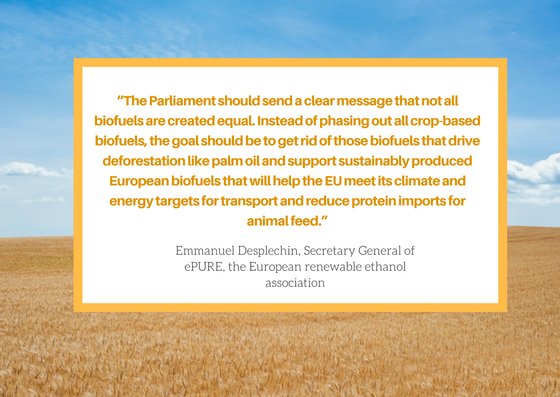 “The Parliament should send a clear message that not all
biofuels are created equal. Instead of phasing out all crop-based
biofuels, the goal should be to get rid of those biofuels that drive
deforestation like palm oil and support sustainably produced
European biofuels that will help the EU meet its climate and
energy targets for transport and reduce protein imports for
animal feed.”
Emmanuel Desplechin, Secretary General of
ePURE, the European renewable ethanol
association